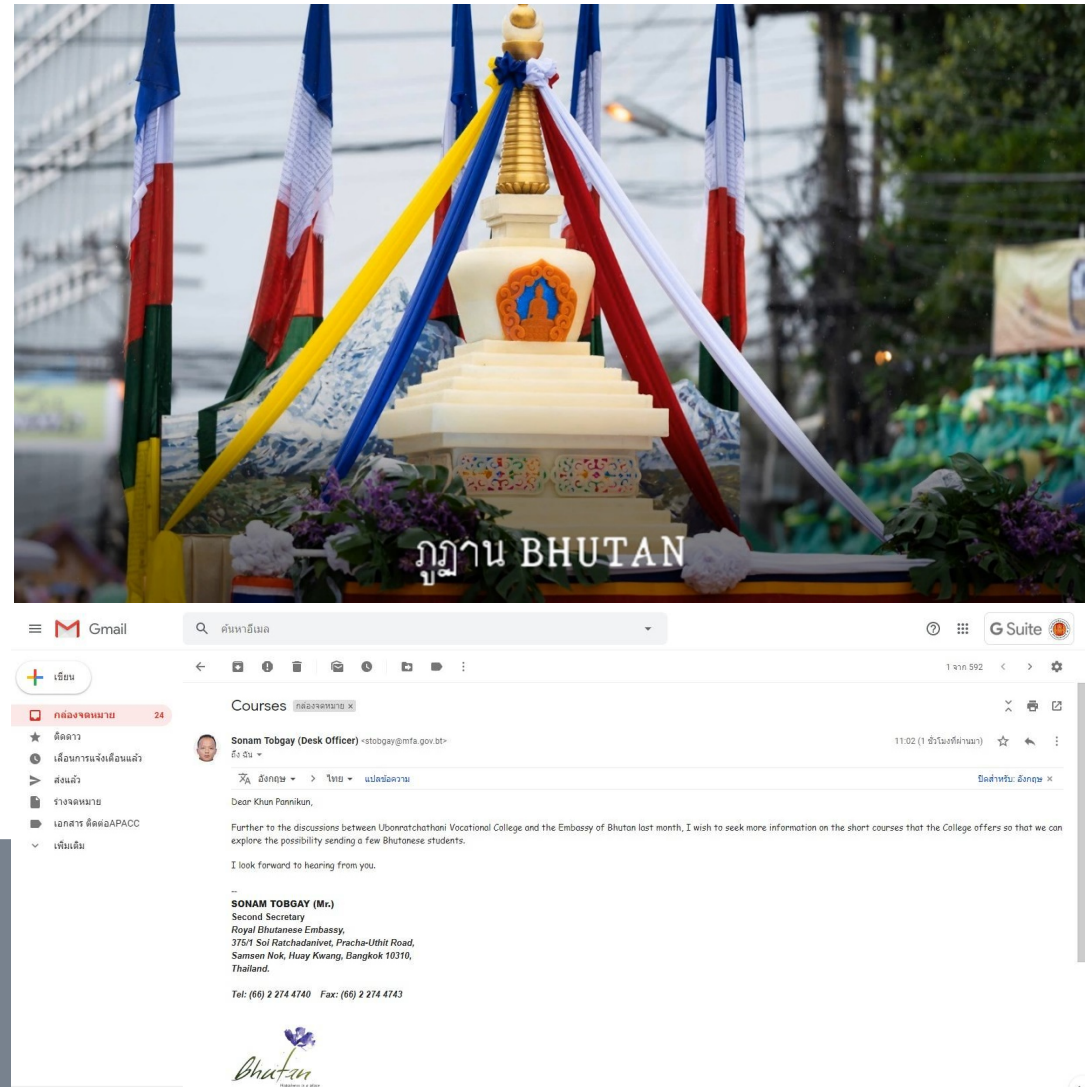 ภูฏาน BHUTAN
Gmail
ค้นหาอีเมล
G Suite
เขียน
1 จาก 592
กล่องจดหมาย 24
ติดดาว
เลื่อนการแจ้งเตือนแล้ว
ส่งแล้ว
ร่างจดหมาย
เอกสาร ติดต่อAPACC
เพิ่มเติม
Courses กล่องจดหมาย x
Sonam Tobgay (Desk Officer) <stobgay@mfa.gov.bt>
11:02 (1 ชั่วโมงที่ผ่านมา)
ถึง ฉัน
อังกฤษ > ไทย แปลข้อความ
ปิดสำหรับ: อังกฤษ x
Dear Khun Pannikun,
Further to the discussions between Ubonratchathani Vocational College and the Embassy of Bhutan last month, I wish to seek more information on the short courses that the College offers so that we can
explore the possibility sending a few Bhutanese students.
I look forward to hearing from you.
--
SONAM TOBGAY (Mr.)
Second Secretary
Royal Bhutanese Embassy,
375/1 Soi Ratchadanivet, Pracha-Uthit Road,
Samsen Nok, Huay Kwang, Bangkok 10310,
Thailand.
Tel: (66) 2 274 4740 Fax: (66) 2 274 4743
Bhutan